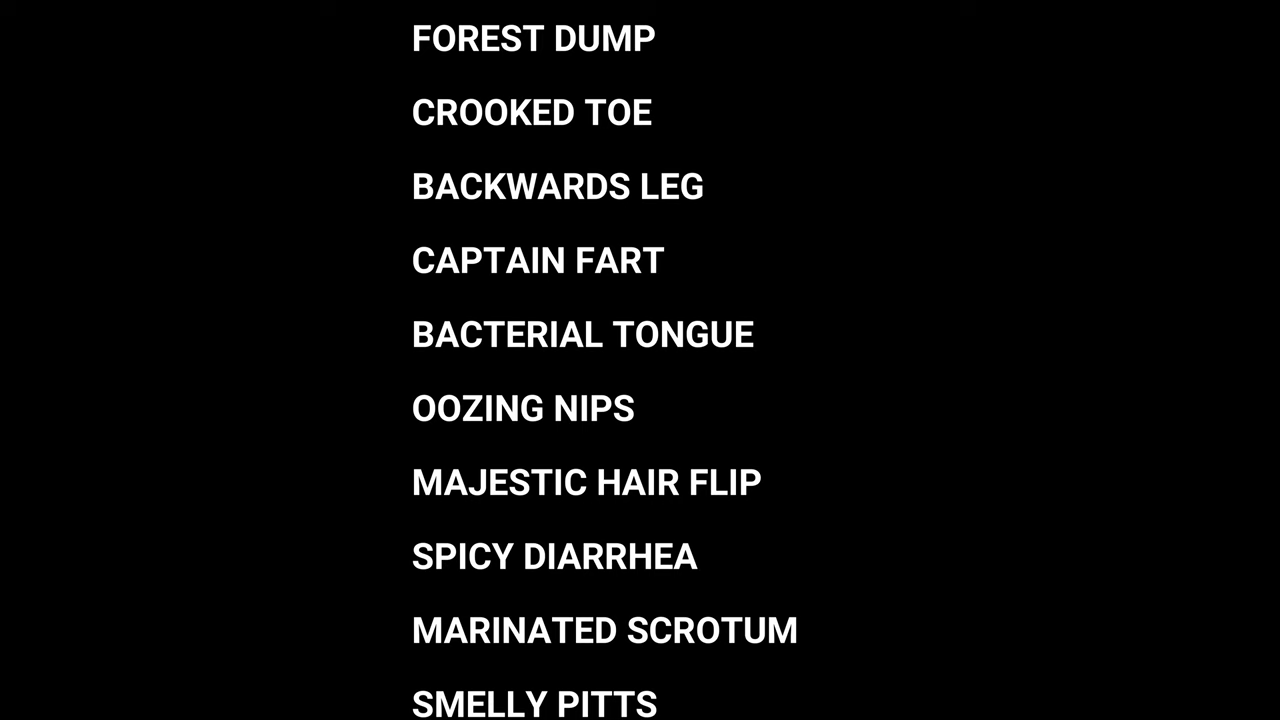 FOREST DUMP
CROOKED TOE
BACKWARDS LEG
CAPTAIN FART
BACTERIAL TONGUE
OOZING NIPS
MAJESTIC HAIR FLIP
SPICY DIARRHEA
MARINATED SCROTUM
SMELLY PITTS